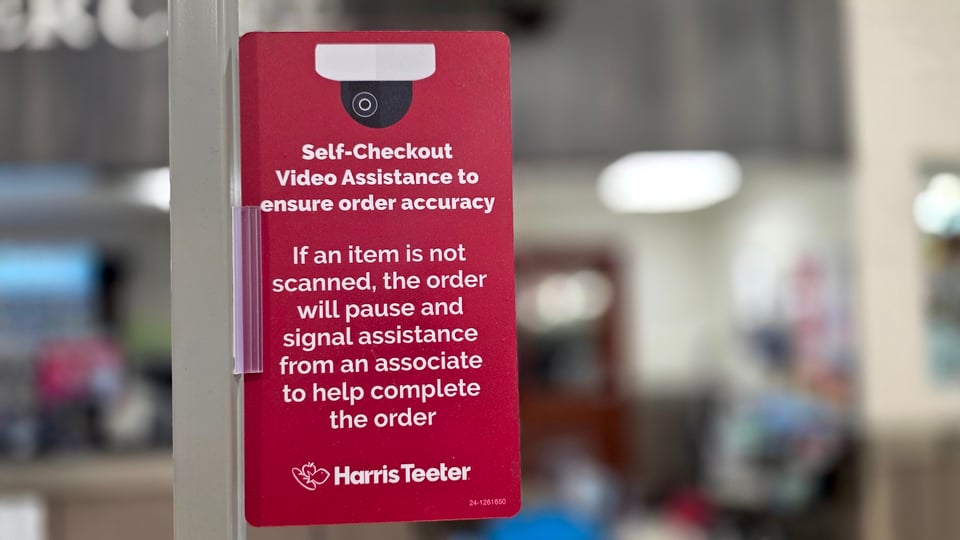 Self-Checkout
Video Assistance to
ensure order accuracy
If an item is not
scanned, the order
will pause and
signal assistance
from an associate
to help complete
the order
Harris Teeter
24-1261650